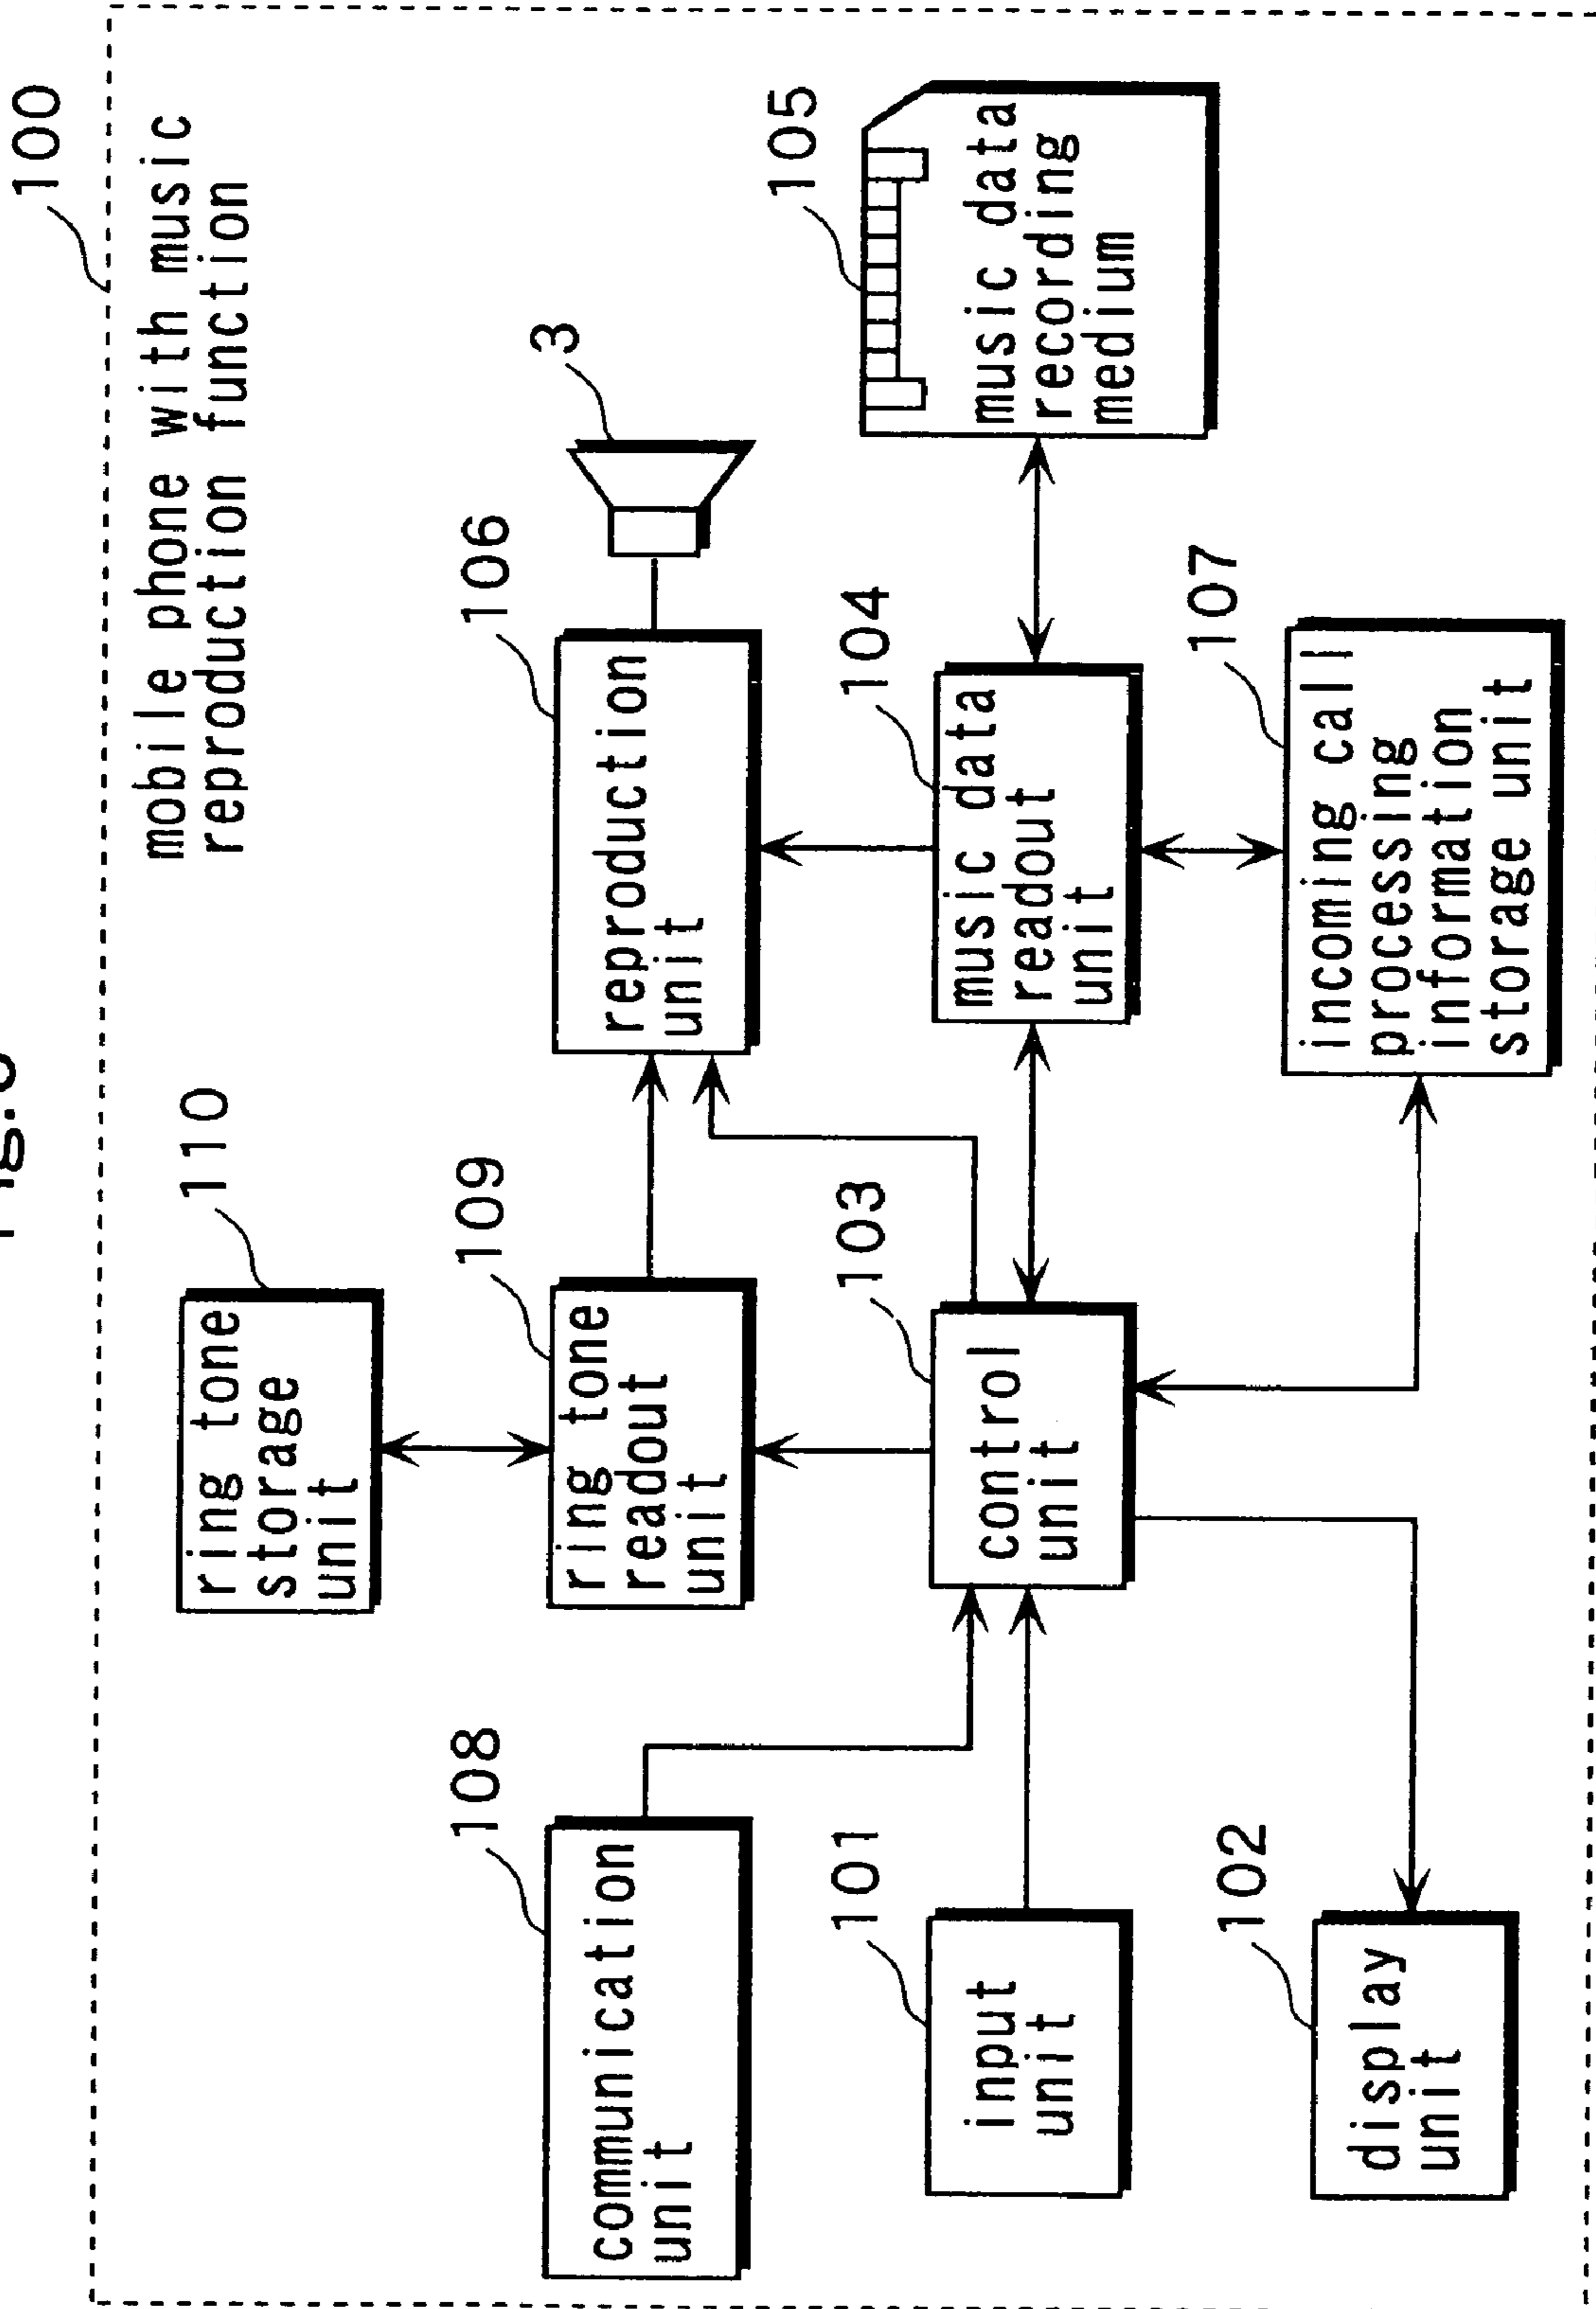 100
mobile phone with music
reproduction function
110
ring tone
storage
unit
108
communication
unit
109
ring tone
readout
unit
106
reproduction
unit
3
101
input
unit
103
control
unit
104
music data
readout
unit
105
music data
recording
medium
102
display
unit
107
incoming call
processing
information
storage unit